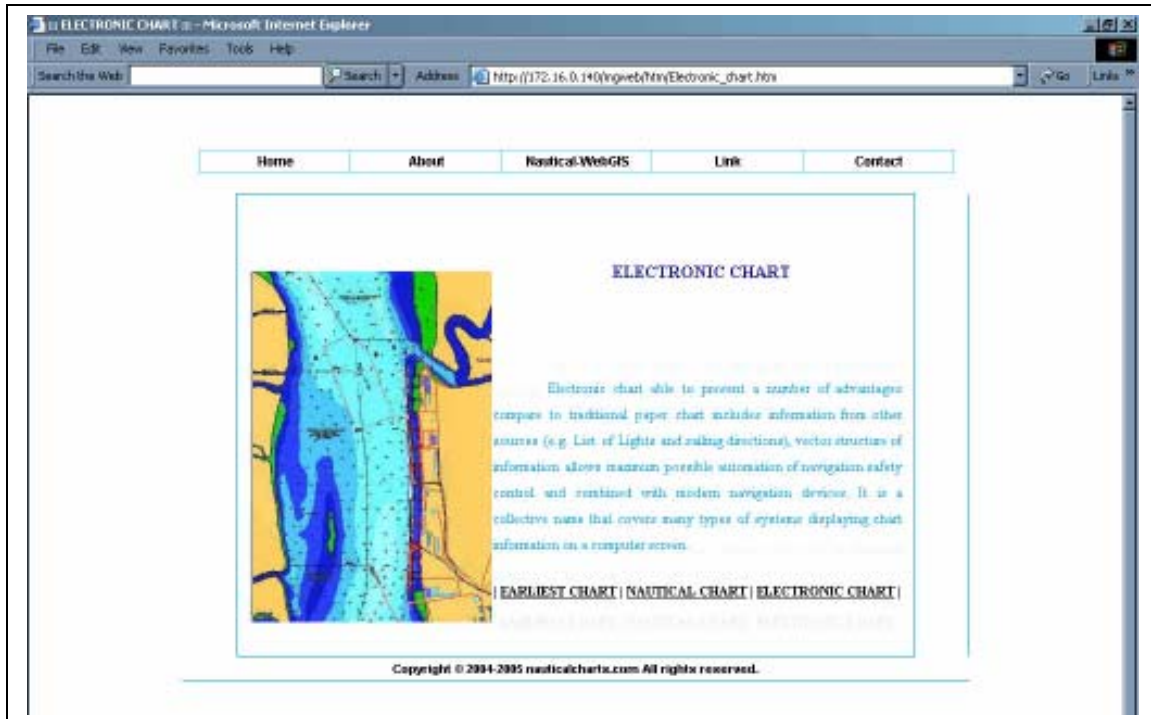 ::: ELECTRONIC CHART ::: - Microsoft Internet Explorer
File Edit View Favorites Tools Help
Search the Web Search Address http://172.16.0.140/mgweb/htm/Electronic_chart.htm Go Links »
Home About Nautical-WebGIS Link Contact
ELECTRONIC CHART
Electronic chart able to present a number of advantages
compare to traditional paper chart includes information from other
sources (e.g. List of Lights and sailing directions), vector structure of
information allows maximum possible automation of navigation safety
control and combined with modern navigation devices. It is a
collective name that covers many types of systems displaying chart
information on a computer screen.
| EARLIEST CHART | NAUTICAL CHART | ELECTRONIC CHART |
Copyright © 2004-2005 nauticalcharts.com All rights reserved.